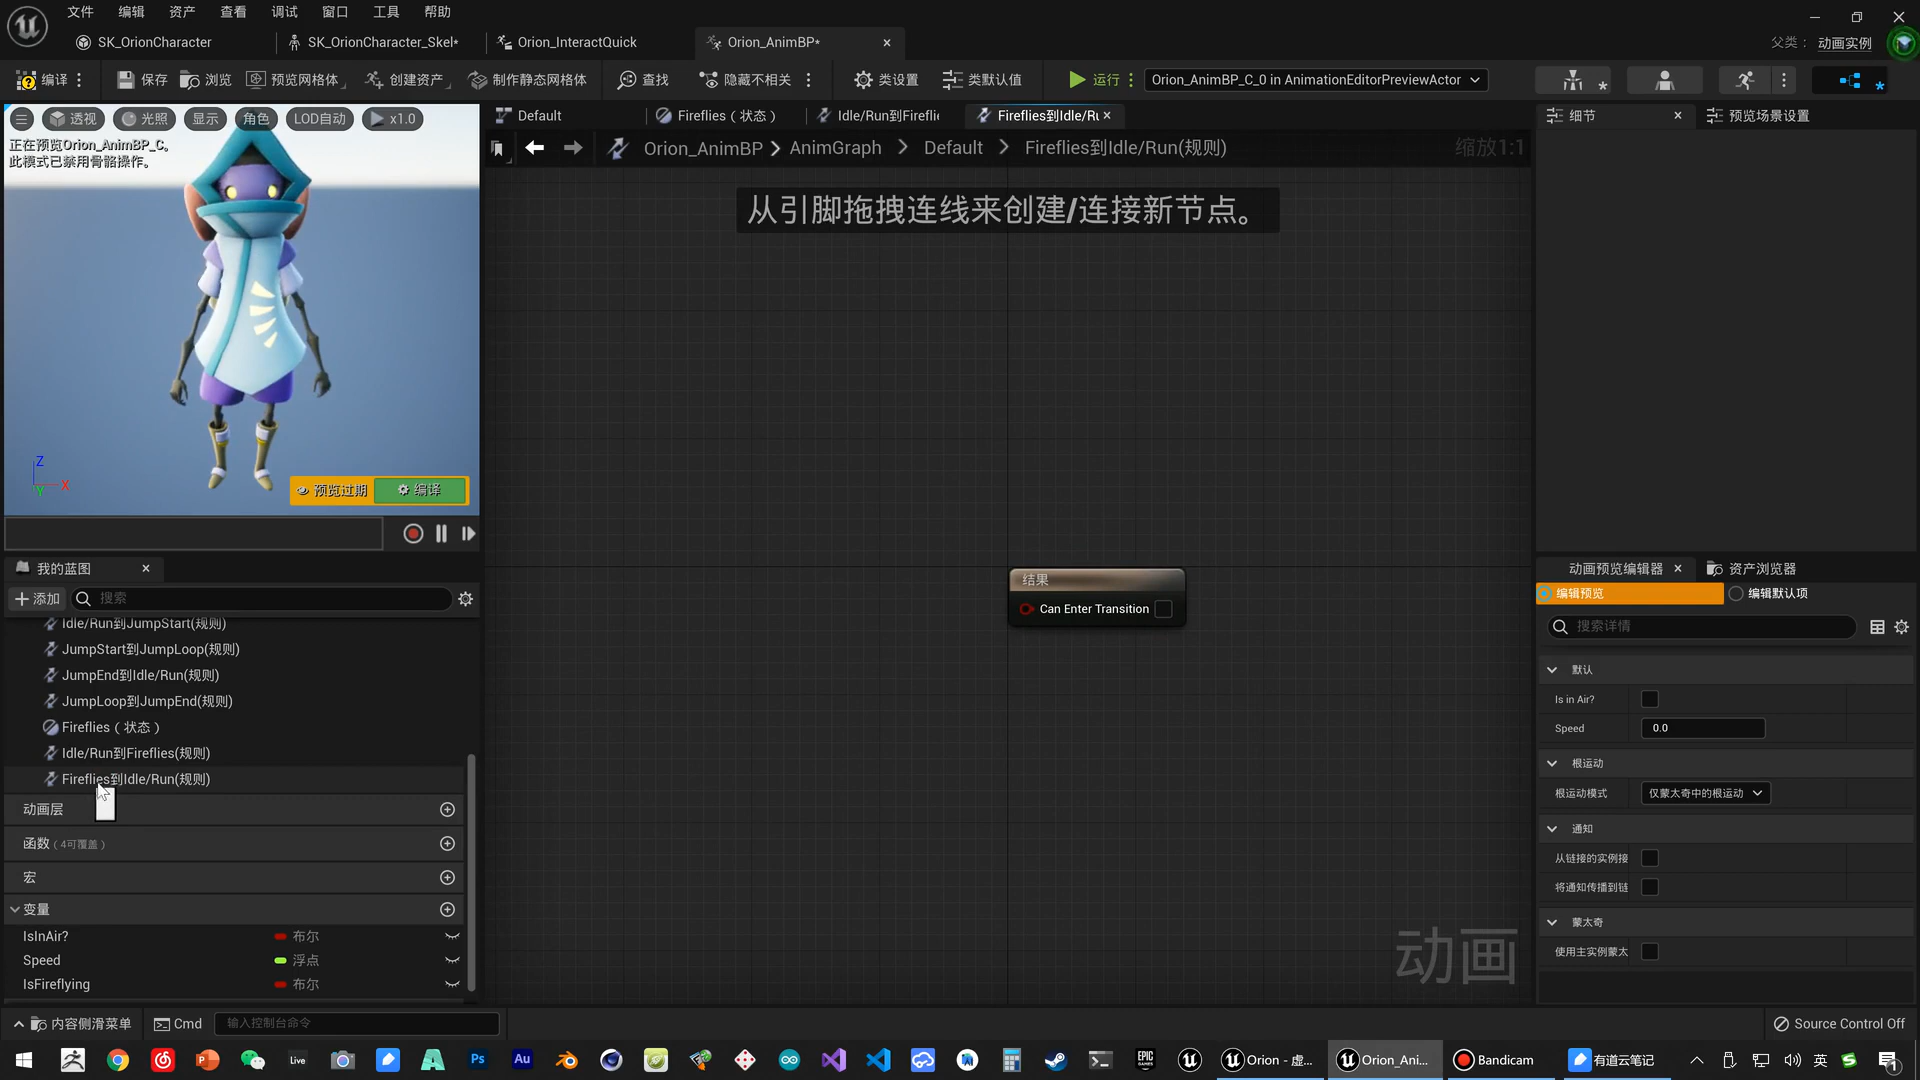 文件 编辑 资产 查看 调试 窗口 工具 帮助
SK_OrionCharacter SK_OrionCharacter_Skel* Orion_InteractQuick Orion_AnimBP* 父类： 动画实例
编译 保存 浏览 预览网格体 创建资产 制作静态网格体 查找 隐藏不相关 类设置 类默认值 运行 Orion_AnimBP_C_0 in AnimationEditorPreviewActor
透视 光照 显示 角色 LOD自动 x1.0
正在预览Orion_AnimBP_C。
此模式已禁用骨骼操作。
Default Fireflies（状态） Idle/Run到Firefli Fireflies到Idle/Ru
Orion_AnimBP AnimGraph Default Fireflies到Idle/Run(规则) 缩放1:1
从引脚拖拽连线来创建/连接新节点。
细节 预览场景设置
Z
X
Y
预览过期 编译
结果
Can Enter Transition
动画
我的蓝图
添加 搜索
Idle/Run到JumpStart(规则)
JumpStart到JumpLoop(规则)
JumpEnd到Idle/Run(规则)
JumpLoop到JumpEnd(规则)
Fireflies（状态）
Idle/Run到Fireflies(规则)
Fireflies到Idle/Run(规则)
动画层
函数（4可覆盖）
宏
变量
IsInAir? 布尔
Speed 浮点
IsFireflying 布尔
动画预览编辑器 资产浏览器
编辑预览 编辑默认项
搜索详情
默认
Is in Air?
Speed 0.0
根运动
根运动模式 仅蒙太奇中的根运动
通知
从链接的实例接
将通知传播到链
蒙太奇
使用主实例蒙太
内容侧滑菜单 Cmd 输入控制台命令 Source Control Off
Live Ps Au EPIC GAMES Orion - 虚... Orion_Ani... Bandicam 有道云笔记 英 1